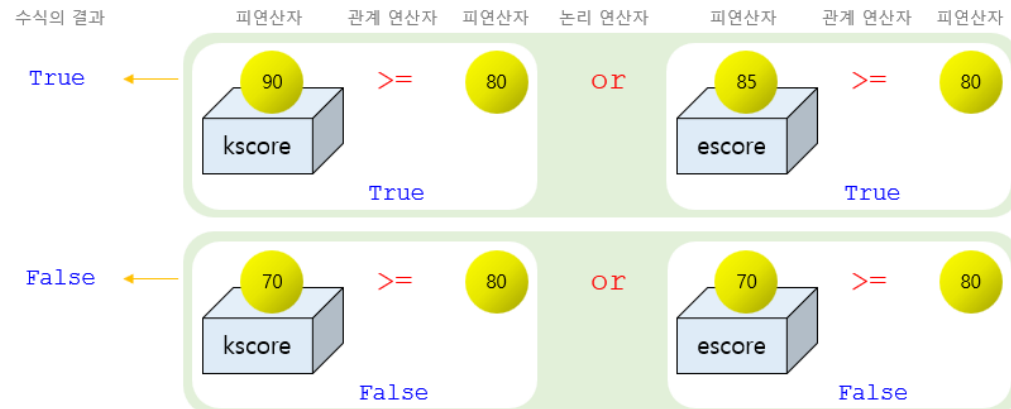 수식의 결과 피연산자 관계 연산자 피연산자 논리 연산자 피연산자 관계 연산자 피연산자
True 90 >= 80 or 85 >= 80
kscore escore
True True
False 70 >= 80 or 70 >= 80
kscore escore
False False